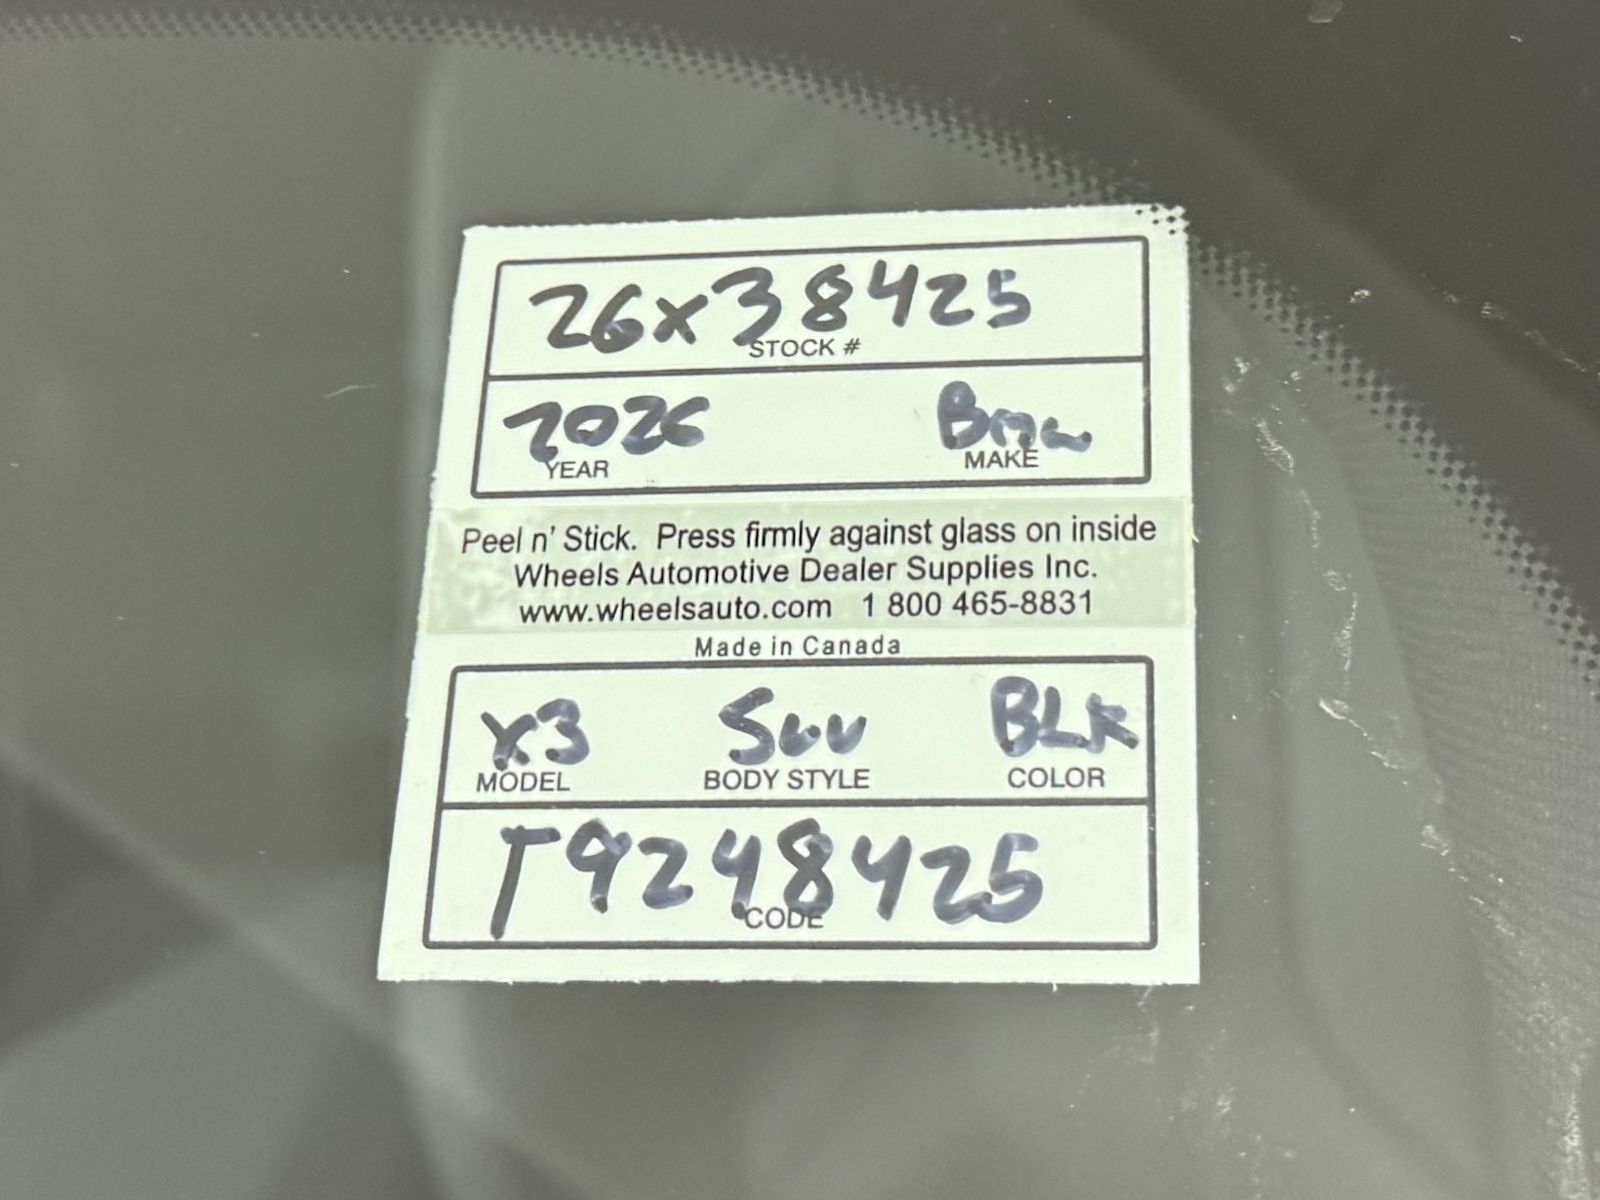 26x38425
STOCK #
2026 Bmw
YEAR MAKE
Peel n' Stick. Press firmly against glass on inside
Wheels Automotive Dealer Supplies Inc.
www.wheelsauto.com 1 800 465-8831
Made in Canada
X3 Suv BLK
MODEL BODY STYLE COLOR
T9248425
CODE